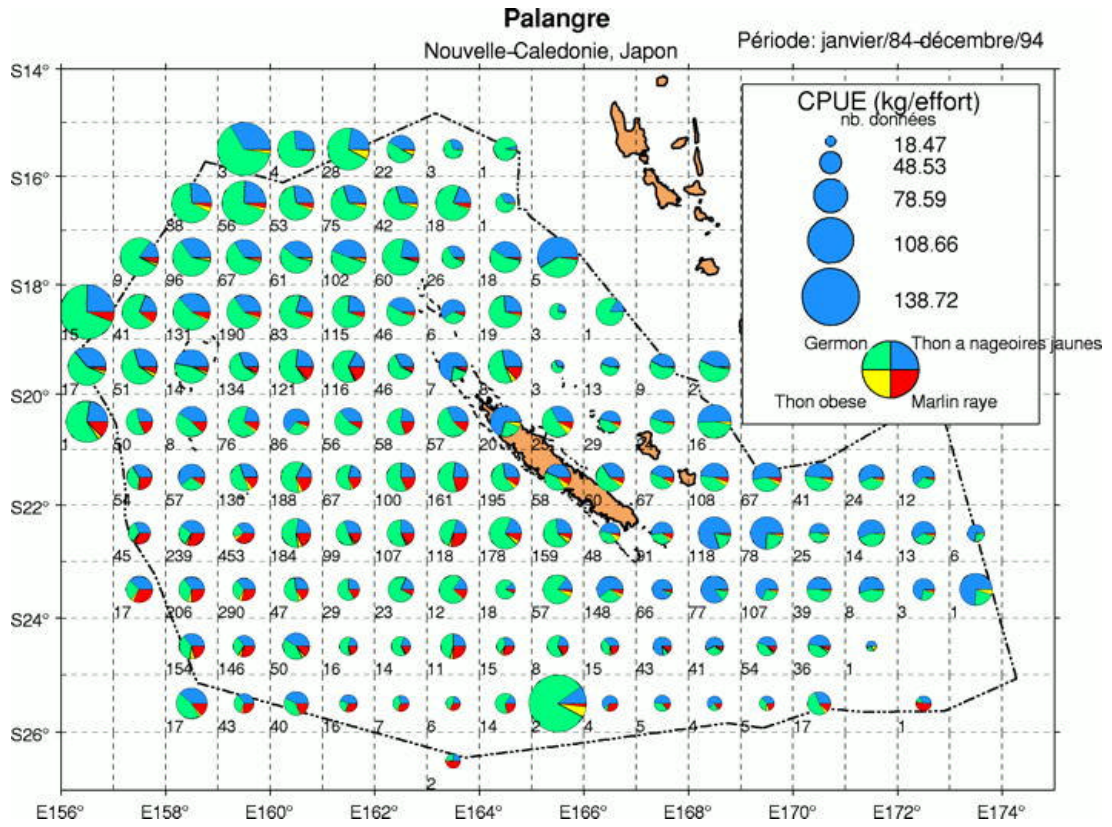 Palangre
Nouvelle-Caledonie, Japon
Période: janvier/84-décembre/94
CPUE (kg/effort)
nb. données
18.47
48.53
78.59
108.66
138.72
Germon
Thon a nageoires jaunes
Thon obese
Marlin raye
S14°
S16°
S18°
S20°
S22°
S24°
S26°
3 4 28 22 3 1
88 56 53 75 42 18 1
9 96 67 61 102 60 26 18 5
15 41 131 190 83 115 46 6 19 3 1
17 51 14 134 121 116 46 7 8 3 13 9 2
1 50 8 76 86 56 58 57 20 25 29 24 16
54 57 130 188 67 100 161 195 58 60 67 108 67 41 24 12
45 239 453 184 99 107 118 178 159 48 91 118 78 25 14 13 6
17 206 290 47 29 23 12 18 57 148 66 77 107 39 8 3 1
154 146 50 16 14 11 15 8 15 43 41 54 36 1
17 43 40 16 7 6 14 2 4 5 4 5 17 1
2
E156° E158° E160° E162° E164° E166° E168° E170° E172° E174°